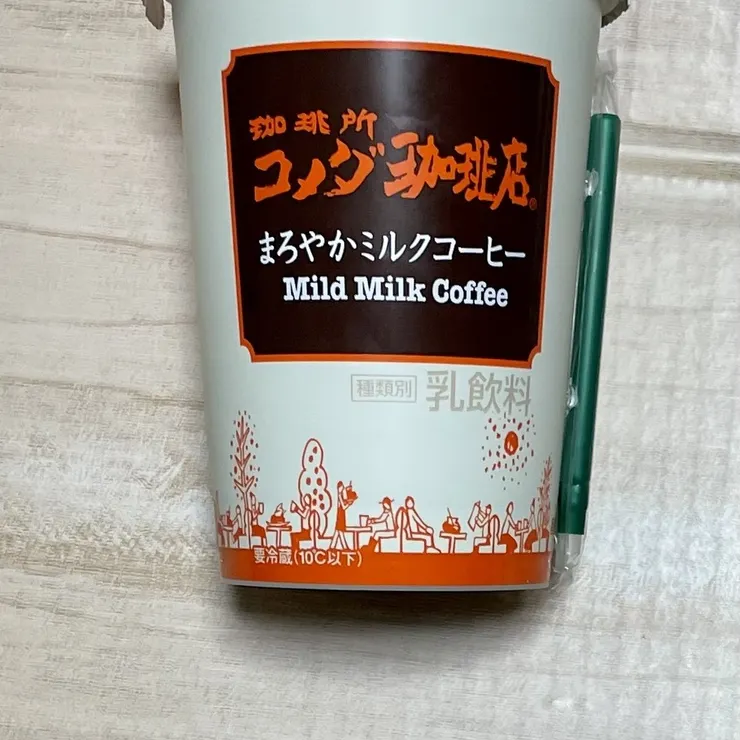 珈琲所
コメダ珈琲店®
まろやかミルクコーヒー
Mild Milk Coffee
種類別 乳飲料
要冷蔵(10℃以下)